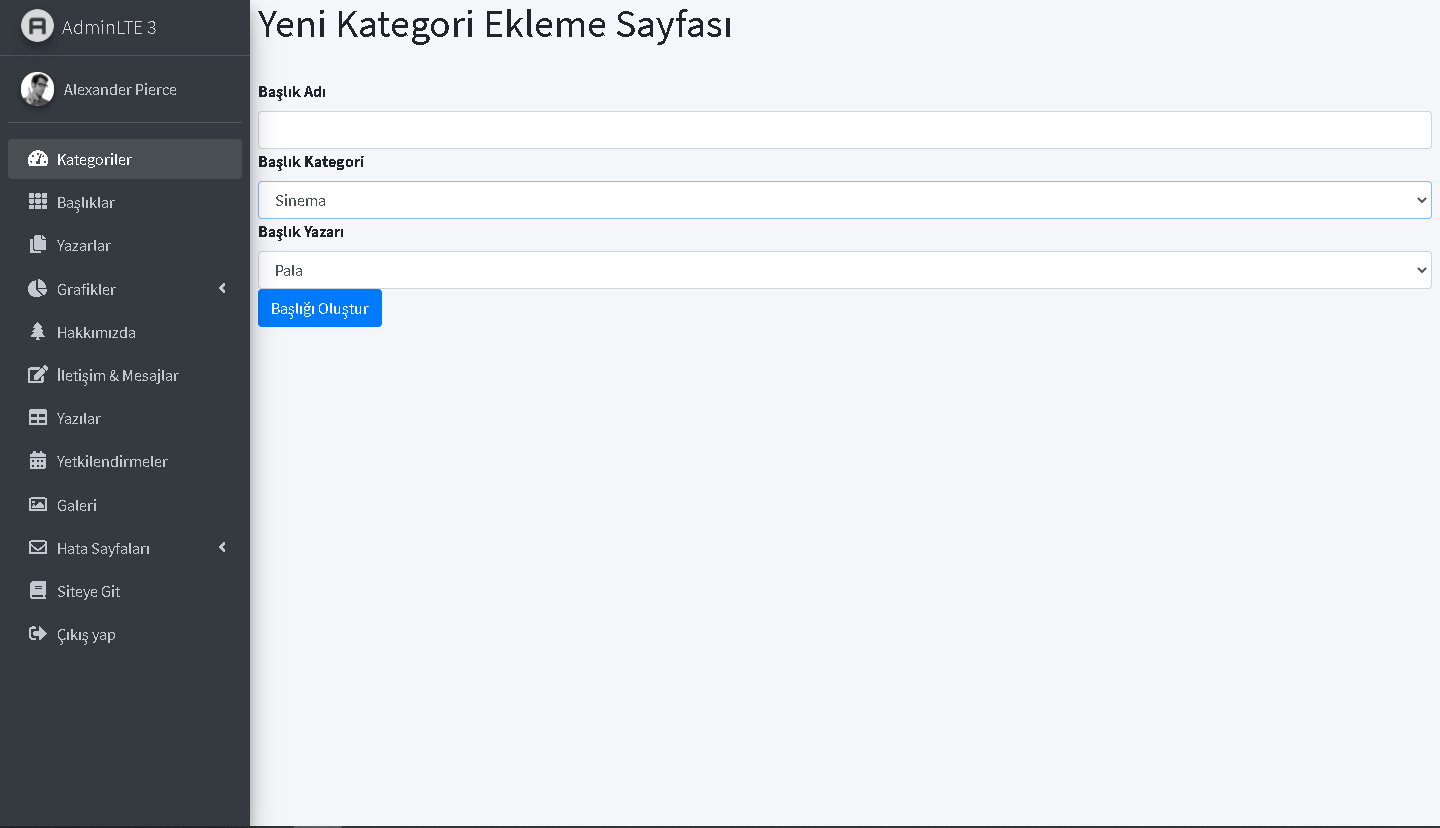 AdminLTE 3
Alexander Pierce
Kategoriler
Başlıklar
Yazarlar
Grafikler
Hakkımızda
İletişim & Mesajlar
Yazılar
Yetkilendirmeler
Galeri
Hata Sayfaları
Siteye Git
Çıkış yap
Yeni Kategori Ekleme Sayfası
Başlık Adı
Başlık Kategori
Sinema
Başlık Yazarı
Pala
Başlığı Oluştur